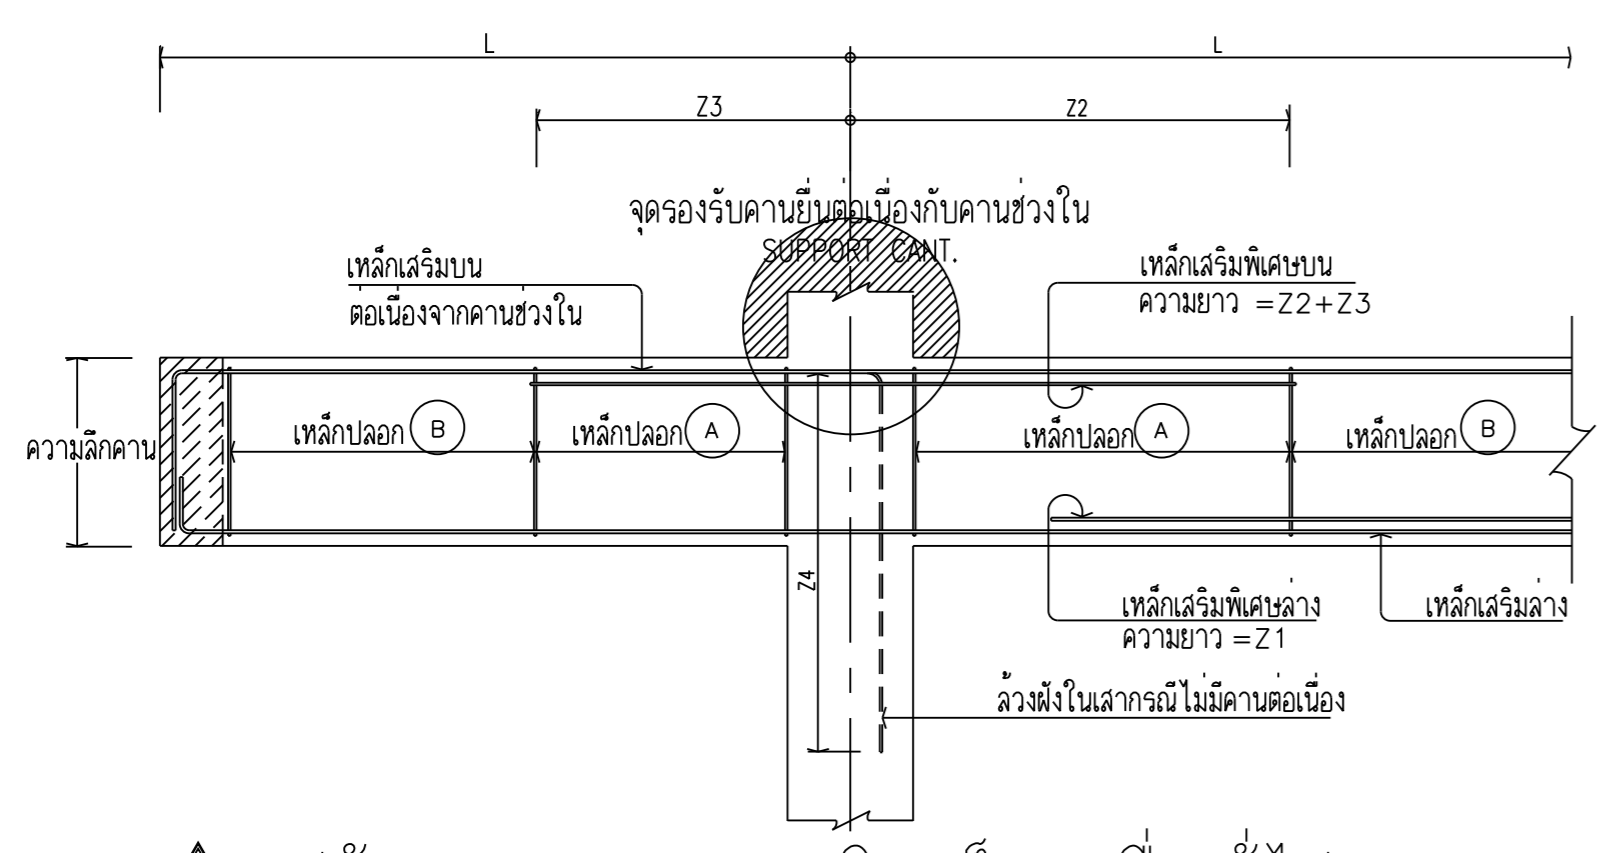 L
L
Z3
Z2
จุดรองรับคานยื่นต่อเนื่องกับคานช่วงใน
SUPPORT CANT.
เหล็กเสริมบน
ต่อเนื่องจากคานช่วงใน
เหล็กเสริมพิเศษบน
ความยาว =Z2+Z3
ความลึกคาน
เหล็กปลอก B
เหล็กปลอก A
เหล็กปลอก A
เหล็กปลอก B
Z4
เหล็กเสริมพิเศษล่าง
ความยาว =Z1
เหล็กเสริมล่าง
ล้วงฝังในเสากรณีไม่มีคานต่อเนื่อง